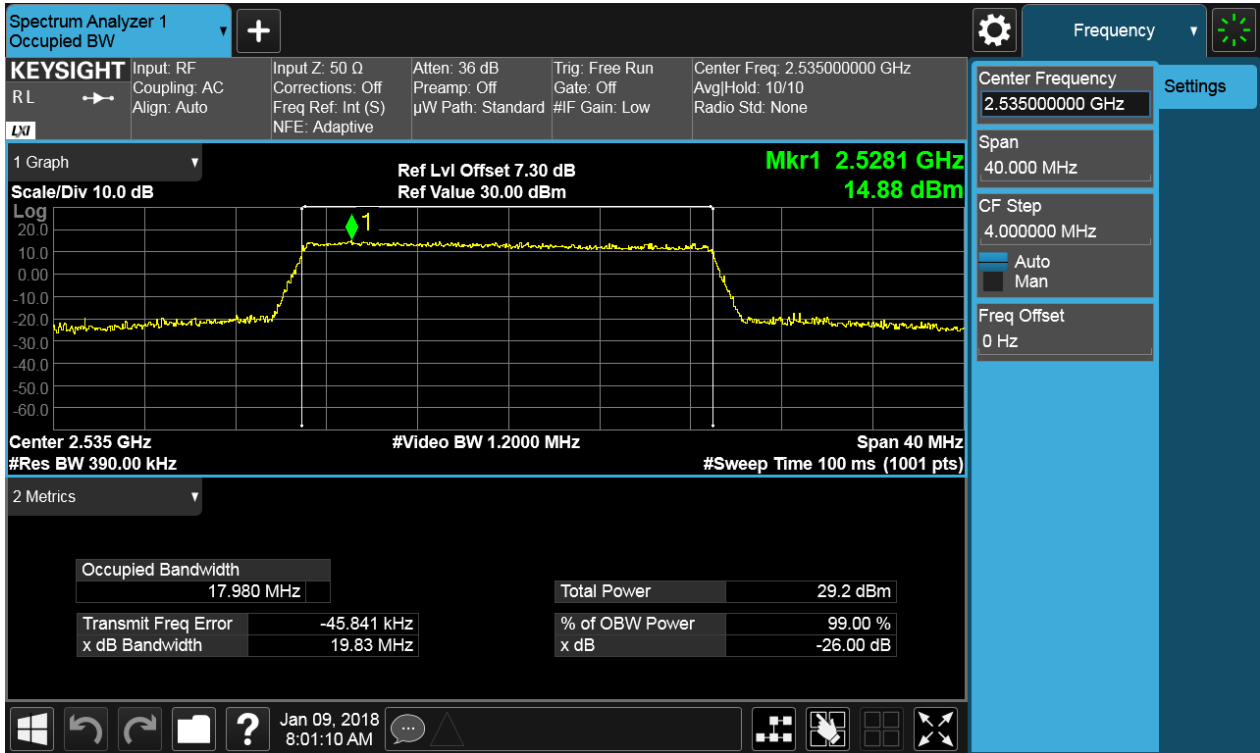 Spectrum Analyzer 1
Occupied BW
Frequency
KEYSIGHT
RL
LXI
Input: RF
Coupling: AC
Align: Auto
Input Z: 50 Ω
Corrections: Off
Freq Ref: Int (S)
NFE: Adaptive
Atten: 36 dB
Preamp: Off
µW Path: Standard
Trig: Free Run
Gate: Off
#IF Gain: Low
Center Freq: 2.535000000 GHz
Avg|Hold: 10/10
Radio Std: None
Center Frequency
2.535000000 GHz
Settings
Span
40.000 MHz
CF Step
4.000000 MHz
Auto
Man
Freq Offset
0 Hz
1 Graph
Scale/Div 10.0 dB
Ref Lvl Offset 7.30 dB
Ref Value 30.00 dBm
Mkr1 2.5281 GHz
14.88 dBm
Log
1
20.0
10.0
0.00
-10.0
-20.0
-30.0
-40.0
-50.0
-60.0
Center 2.535 GHz
#Video BW 1.2000 MHz
Span 40 MHz
#Res BW 390.00 kHz
#Sweep Time 100 ms (1001 pts)
2 Metrics
Occupied Bandwidth
17.980 MHz
Total Power 29.2 dBm
Transmit Freq Error -45.841 kHz
% of OBW Power 99.00 %
x dB Bandwidth 19.83 MHz
x dB -26.00 dB
?
Jan 09, 2018
8:01:10 AM